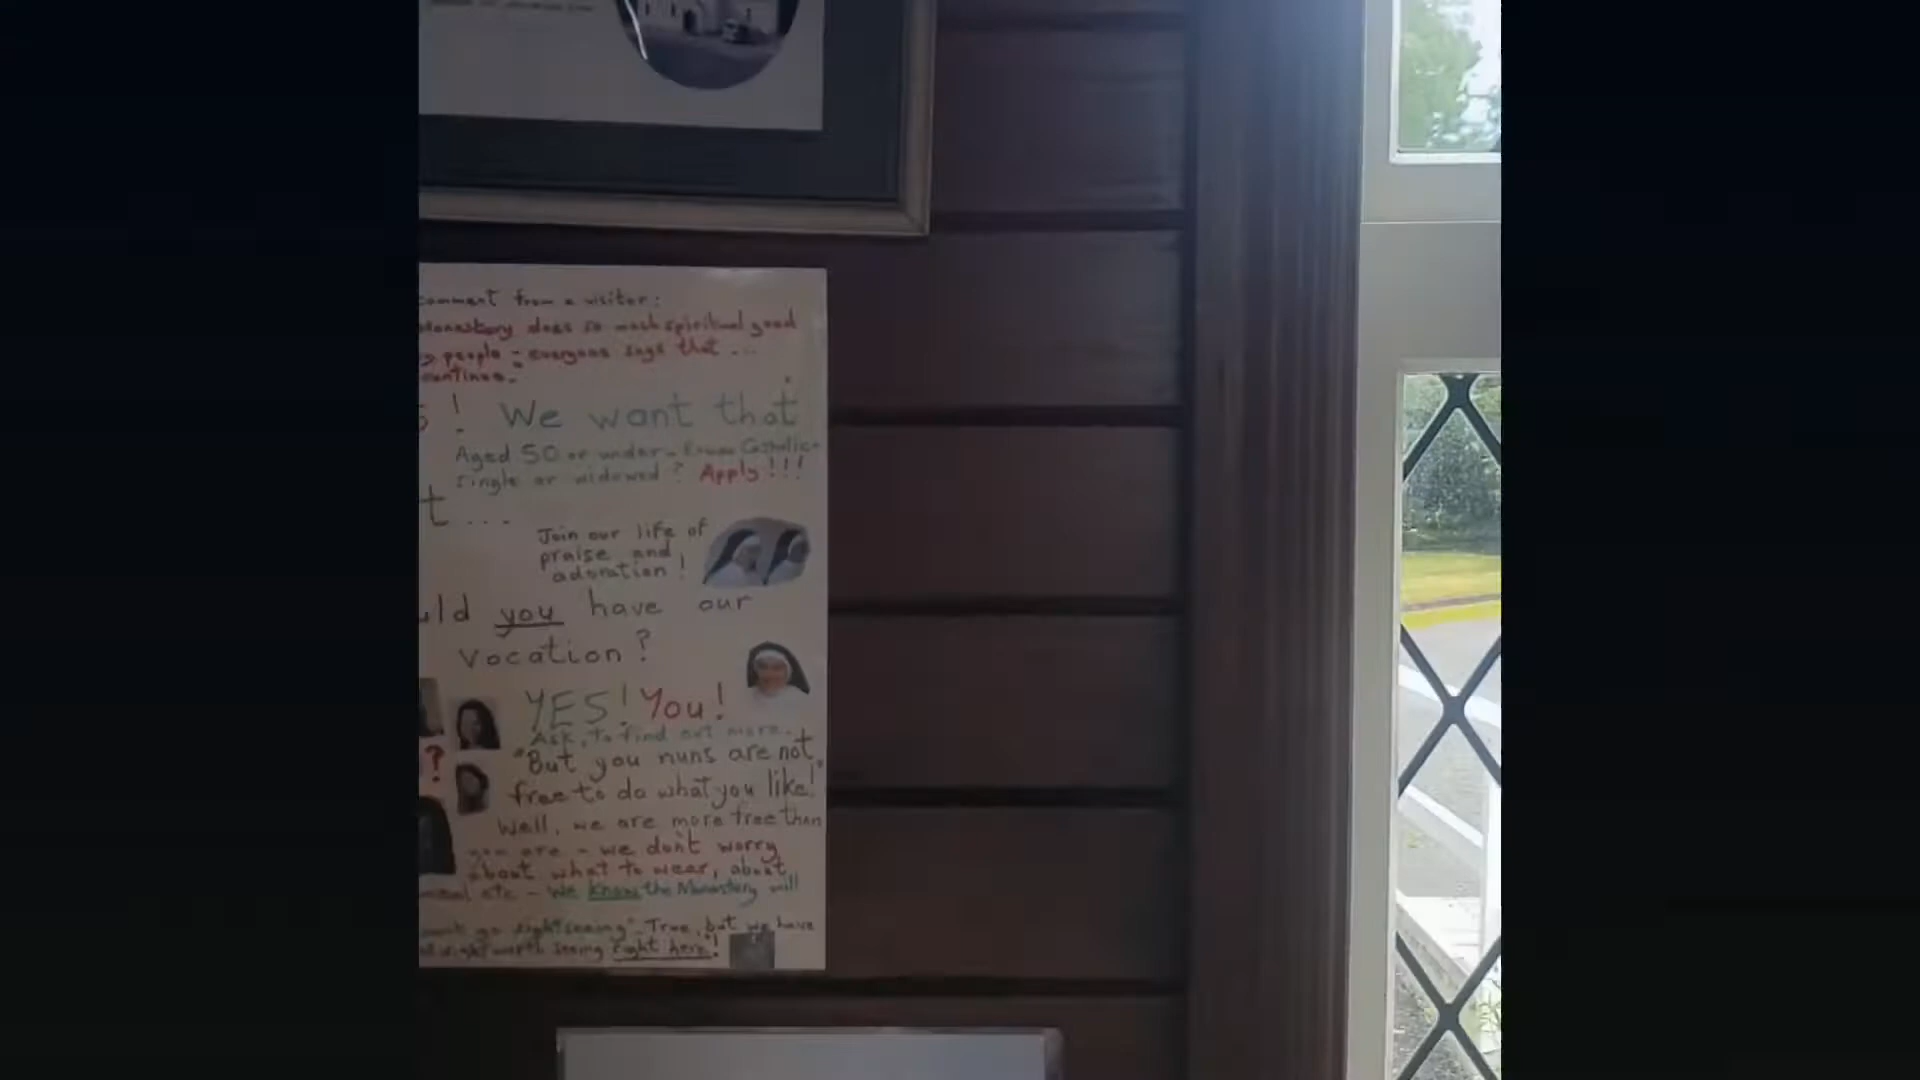 comment from a visitor:
Monastery does so much spiritual good
people - everyone says that ...
continue.
! We want that
Aged 50 or under - Catholic -
single or widowed? Apply!!!
t....
Join our life of
praise and
adoration!
uld you have our
vocation?
YES! You!
Ask, to find out more.
"But you nuns are not
?
free to do what you like!"
Well, we are more free than
you are - we don't worry
about what to wear, about
etc - We know the Monastery will
go sightseeing". True, but we have
sight worth seeing right here!